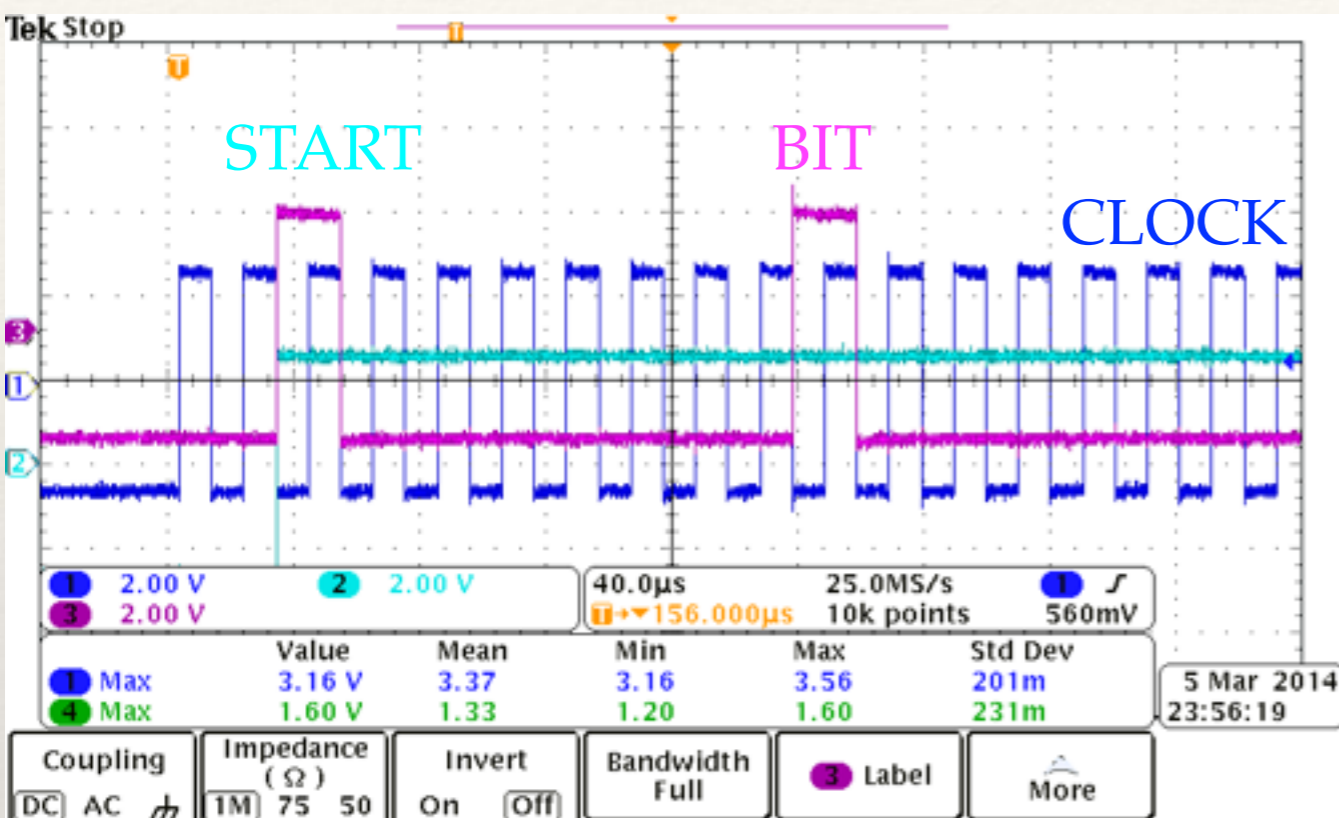 Tek Stop
T
T
START BIT
CLOCK
3
1
2
1 2.00 V 2 2.00 V
3 2.00 V
40.0µs 25.0MS/s 1
T→▼156.000µs 10k points 560mV
Value Mean Min Max Std Dev
1 Max 3.16 V 3.37 3.16 3.56 201m
4 Max 1.60 V 1.33 1.20 1.60 231m
5 Mar 2014
23:56:19
Coupling
DC AC
Impedance
(Ω)
1M 75 50
Invert
On Off
Bandwidth
Full
3 Label
More